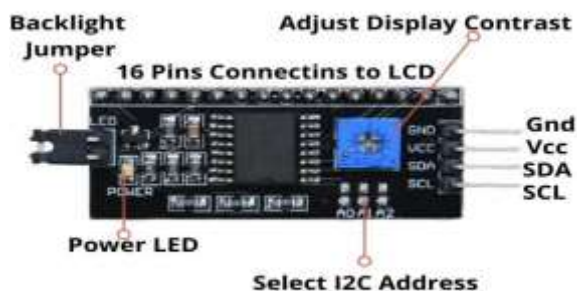 Backlight
Jumper
Adjust Display Contrast
16 Pins Connectins to LCD
LED
GND
VCC
SDA
SCL
Gnd
Vcc
SDA
SCL
POWER
A0 A1 A2
Power LED
Select I2C Address